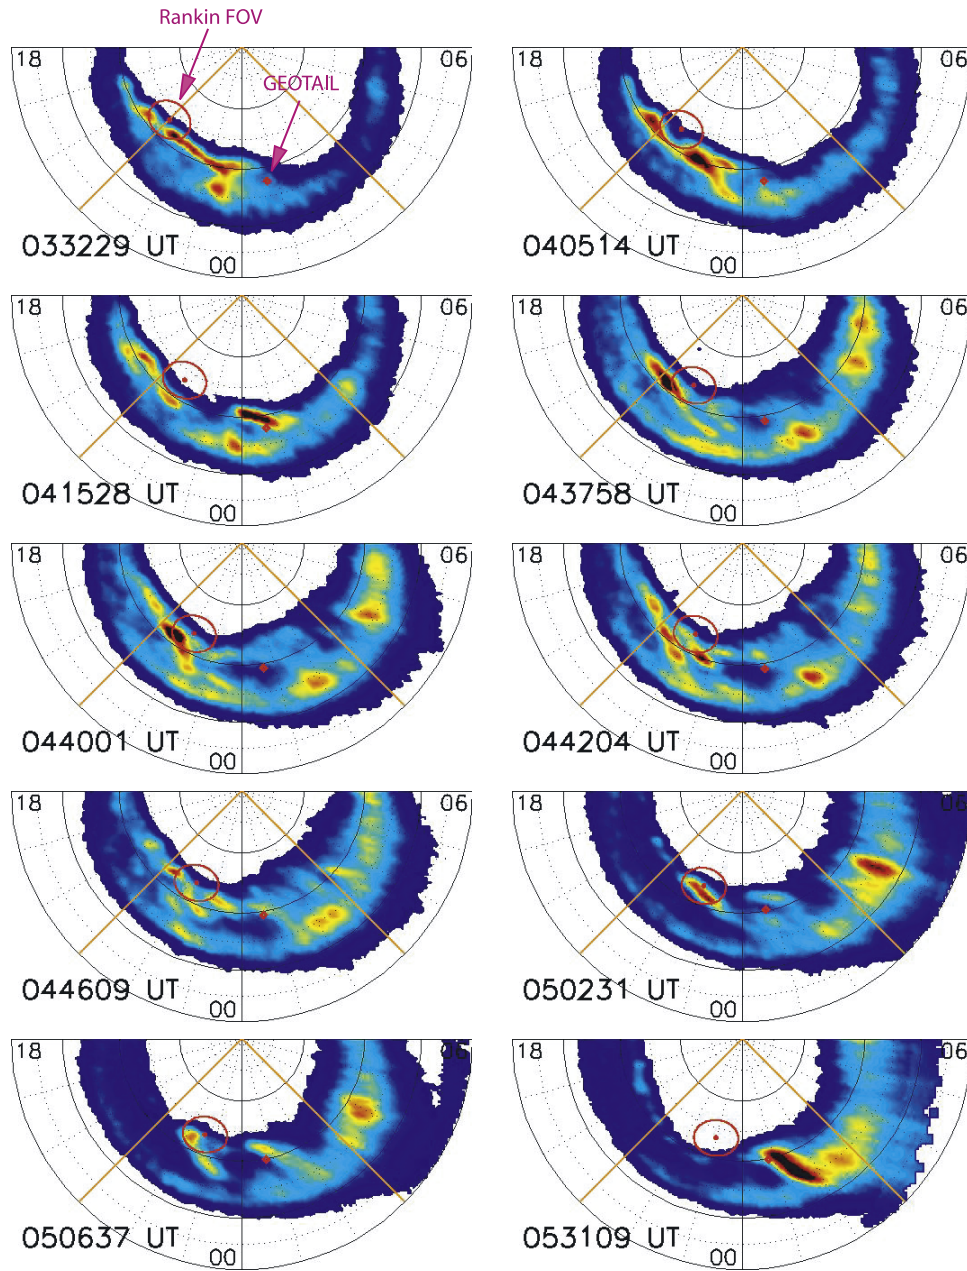 Rankin FOV
GEOTAIL
18 06
033229 UT
00
18 06
040514 UT
00
18 06
041528 UT
00
18 06
043758 UT
00
18 06
044001 UT
00
18 06
044204 UT
00
18 06
044609 UT
00
18 06
050231 UT
00
18 06
050637 UT
00
18 06
053109 UT
00